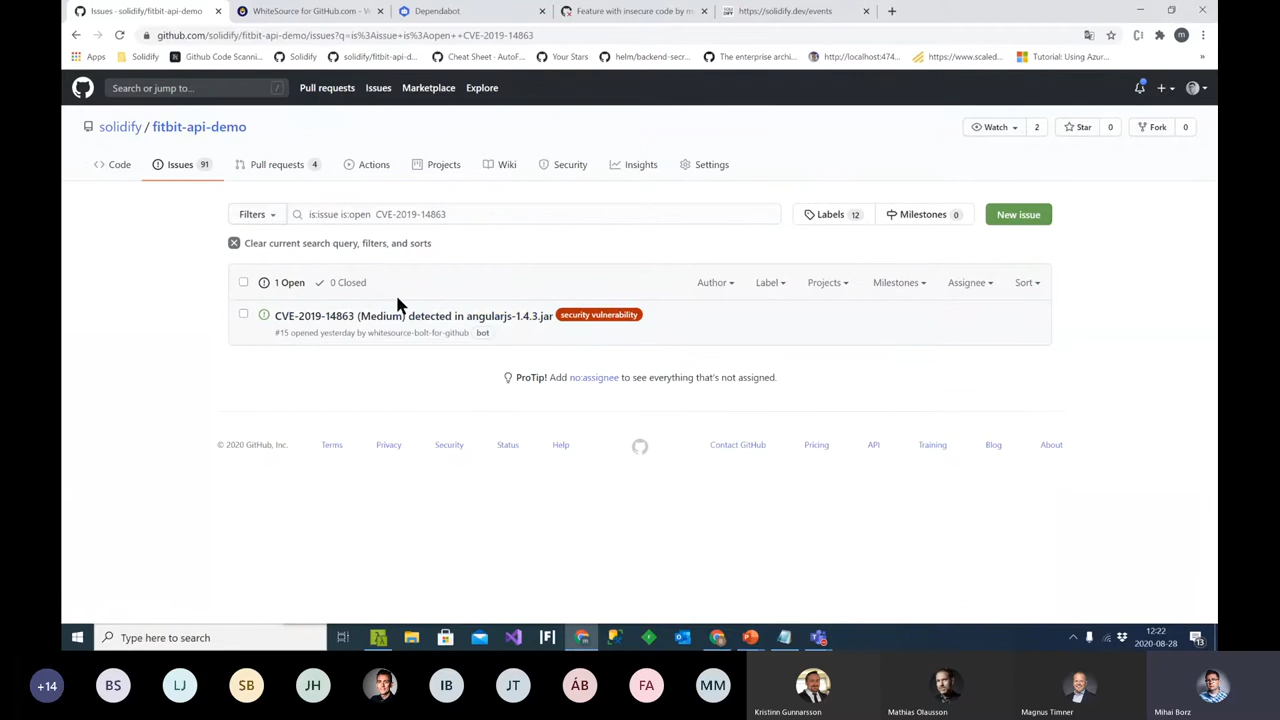 Issues · solidify/fitbit-api-demo
WhiteSource for GitHub.com -
Dependabot
Feature with insecure code by m
https://solidify.dev/events
github.com/solidify/fitbit-api-demo/issues?q=is%3Aissue+is%3Aopen++CVE-2019-14863
Apps
Solidify
Github Code Scanni...
Solidify
solidify/fitbit-api-d...
Cheat Sheet - AutoF...
Your Stars
helm/backend-secr...
The enterprise archi...
http://localhost:474...
https://www.scaled...
Tutorial: Using Azur...
»
Search or jump to...
/
Pull requests
Issues
Marketplace
Explore
solidify / fitbit-api-demo
Watch
2
Star
0
Fork
0
Code
Issues 91
Pull requests 4
Actions
Projects
Wiki
Security
Insights
Settings
Filters
is:issue is:open CVE-2019-14863
Labels 12
Milestones 0
New issue
Clear current search query, filters, and sorts
1 Open
0 Closed
Author
Label
Projects
Milestones
Assignee
Sort
CVE-2019-14863 (Medium) detected in angularjs-1.4.3.jar
security vulnerability
#15 opened yesterday by whitesource-bolt-for-github bot
ProTip! Add no:assignee to see everything that's not assigned.
© 2020 GitHub, Inc.
Terms
Privacy
Security
Status
Help
Contact GitHub
Pricing
API
Training
Blog
About
Type here to search
12:22
2020-08-28
13
+14
BS
LJ
SB
JH
IB
JT
ÁB
FA
MM
Kristinn Gunnarsson
Mathias Olausson
Magnus Timner
Mihai Borz